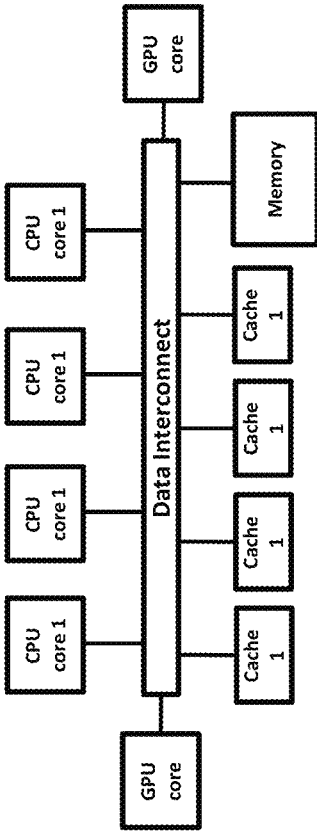 CPU
core 1
CPU
core 1
CPU
core 1
CPU
core 1
GPU
core
Data Interconnect
GPU
core
Cache
1
Cache
1
Cache
1
Cache
1
Memory